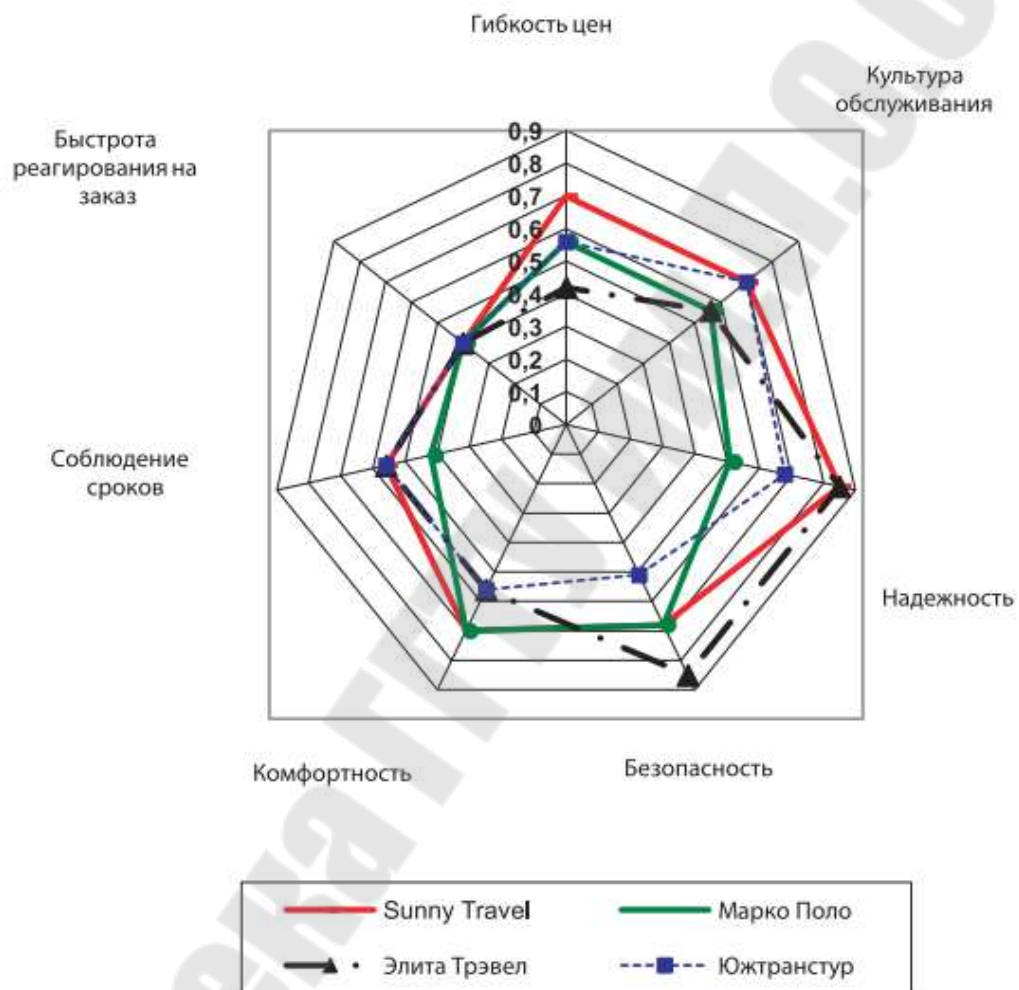 Гибкость цен
Культура
обслуживания
Быстрота
реагирования на
заказ
0,9
0,8
0,7
0,6
0,5
0,4
0,3
0,2
0,1
0
Соблюдение
сроков
Надежность
Комфортность
Безопасность
Sunny Travel
Марко Поло
Элита Трэвел
Южтранстур